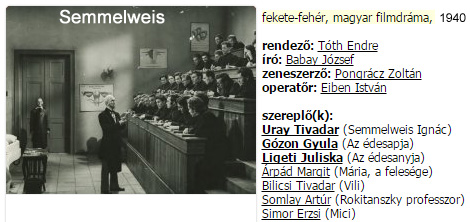 Semmelweis
fekete-fehér, magyar filmdráma, 1940
rendező: Tóth Endre
író: Babay József
zeneszerző: Pongrácz Zoltán
operatőr: Eiben István
szereplő(k):
Uray Tivadar (Semmelweis Ignác)
Gózon Gyula (Az édesapja)
Ligeti Juliska (Az édesanyja)
Árpád Margit (Mária, a felesége)
Bilicsi Tivadar (Vili)
Somlay Artúr (Rokitanszky professzor)
Simor Erzsi (Mici)